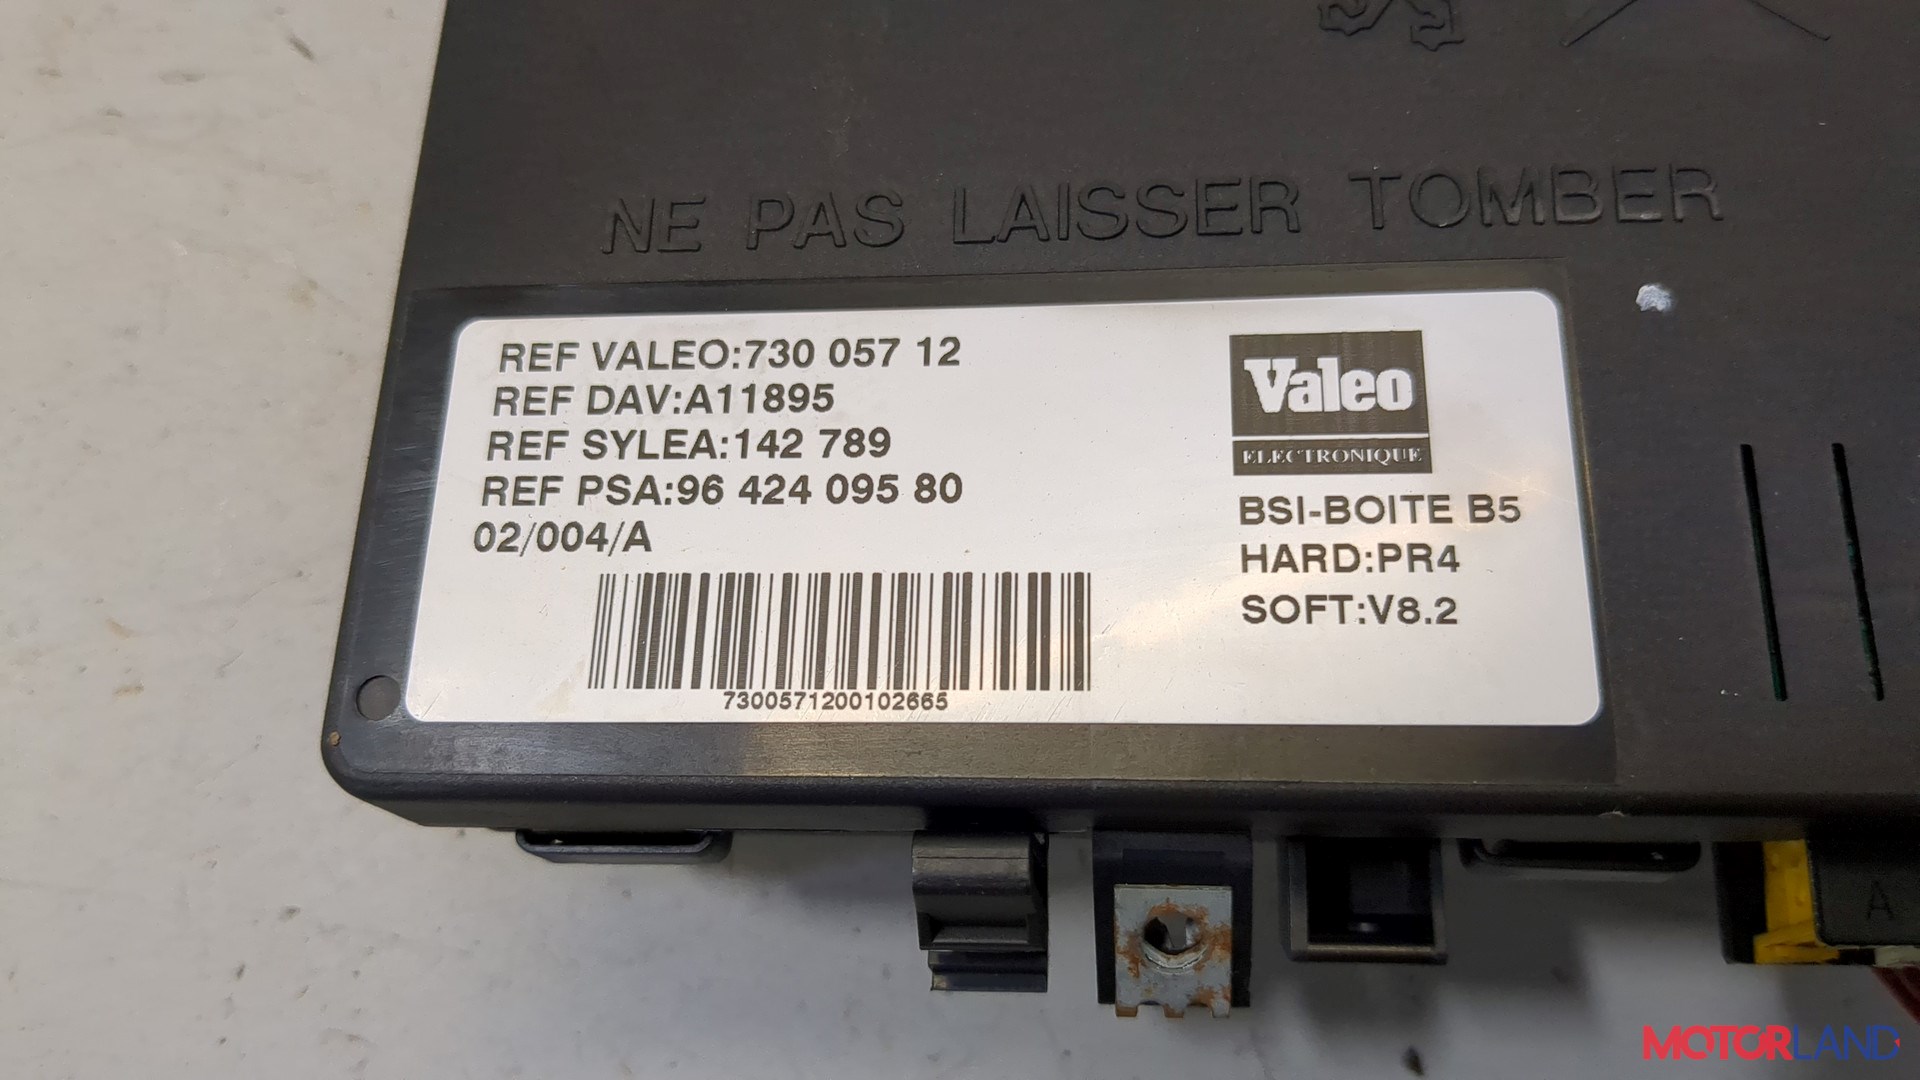 NE PAS LAISSER TOMBER
REF VALEO:730 057 12
REF DAV:A11895
REF SYLEA:142 789
REF PSA:96 424 095 80
02/004/A
7300571200102665
Valeo
ELECTRONIQUE
BSI-BOITE B5
HARD:PR4
SOFT:V8.2
A
MOTORLAND